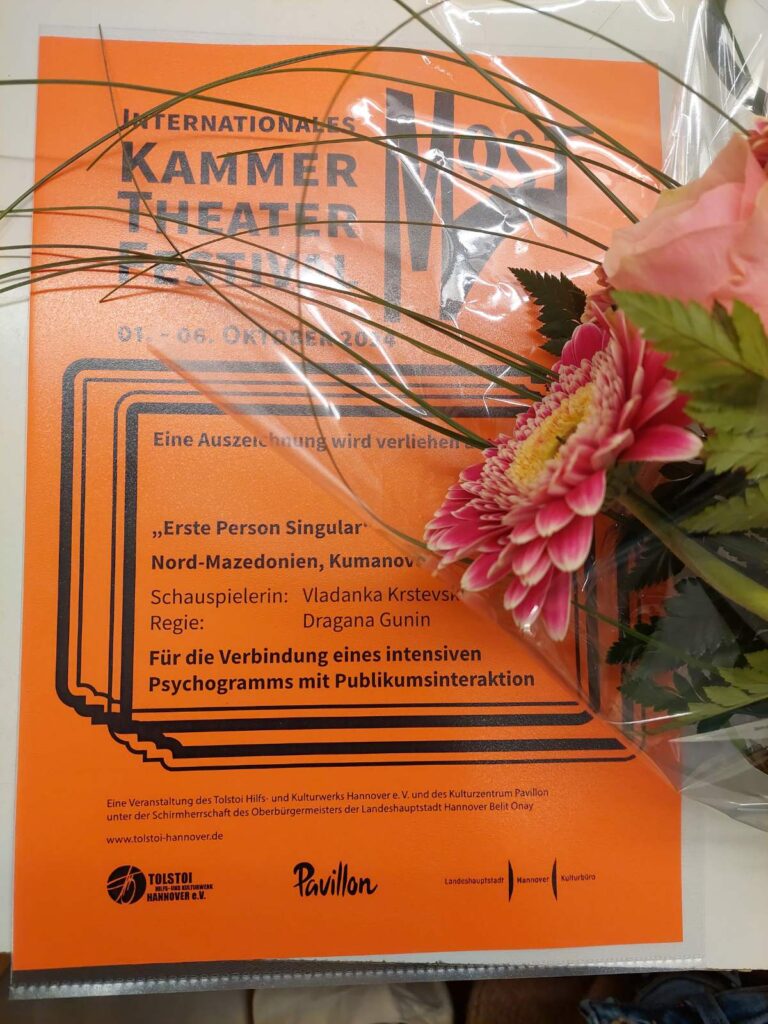 INTERNATIONALES
KAMMER
THEATER
FESTIVAL
MOST
01. - 06. OKTOBER 2024
Eine Auszeichnung wird verliehen
„Erste Person Singular“
Nord-Mazedonien, Kumanovo
Schauspielerin: Vladanka
Regie: Dragana Gunin
Für die Verbindung eines intensiven
Psychogramms mit Publikumsinteraktion
Eine Veranstaltung des Tolstoi Hilfs- und Kulturwerks Hannover e. V. und des Kulturzentrum Pavillon
unter der Schirmherrschaft des Oberbürgermeisters der Landeshauptstadt Hannover Belit Onay
www.tolstoi-hannover.de
TOLSTOI
HILFS- UND KULTURWERK
HANNOVER e.V.
Pavillon
Landeshauptstadt Hannover Kulturbüro